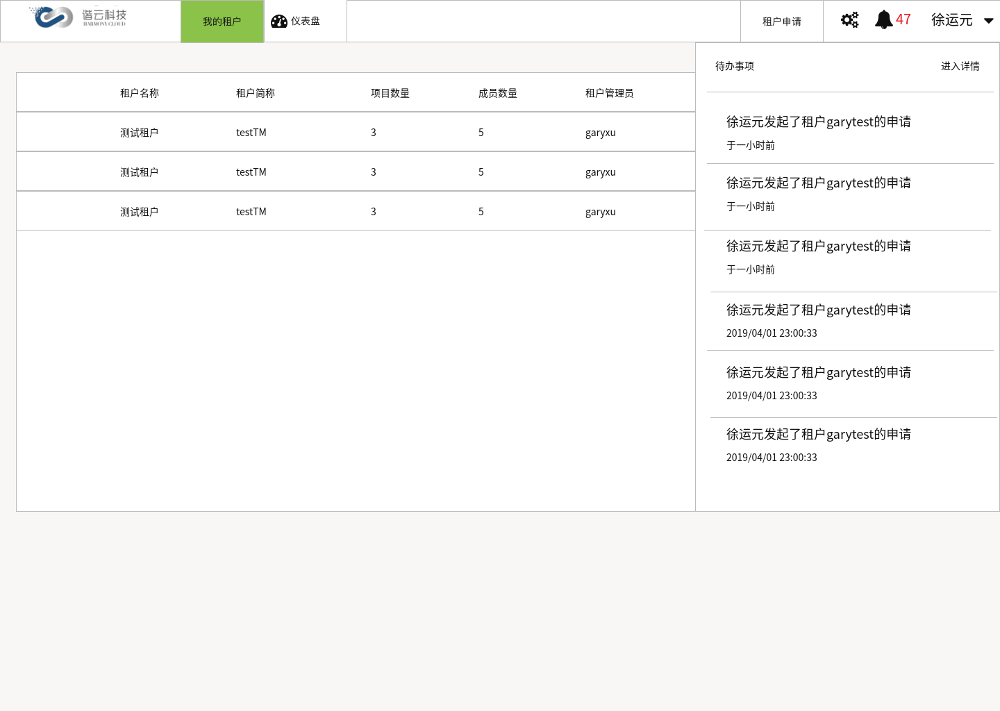 谐云科技
HARMONY CLOUD
我的租户
仪表盘
租户申请
47
徐运元
租户名称 租户简称 项目数量 成员数量 租户管理员
测试租户 testTM 3 5 garyxu
测试租户 testTM 3 5 garyxu
测试租户 testTM 3 5 garyxu
待办事项 进入详情
徐运元发起了租户garytest的申请
于一小时前
徐运元发起了租户garytest的申请
于一小时前
徐运元发起了租户garytest的申请
于一小时前
徐运元发起了租户garytest的申请
2019/04/01 23:00:33
徐运元发起了租户garytest的申请
2019/04/01 23:00:33
徐运元发起了租户garytest的申请
2019/04/01 23:00:33